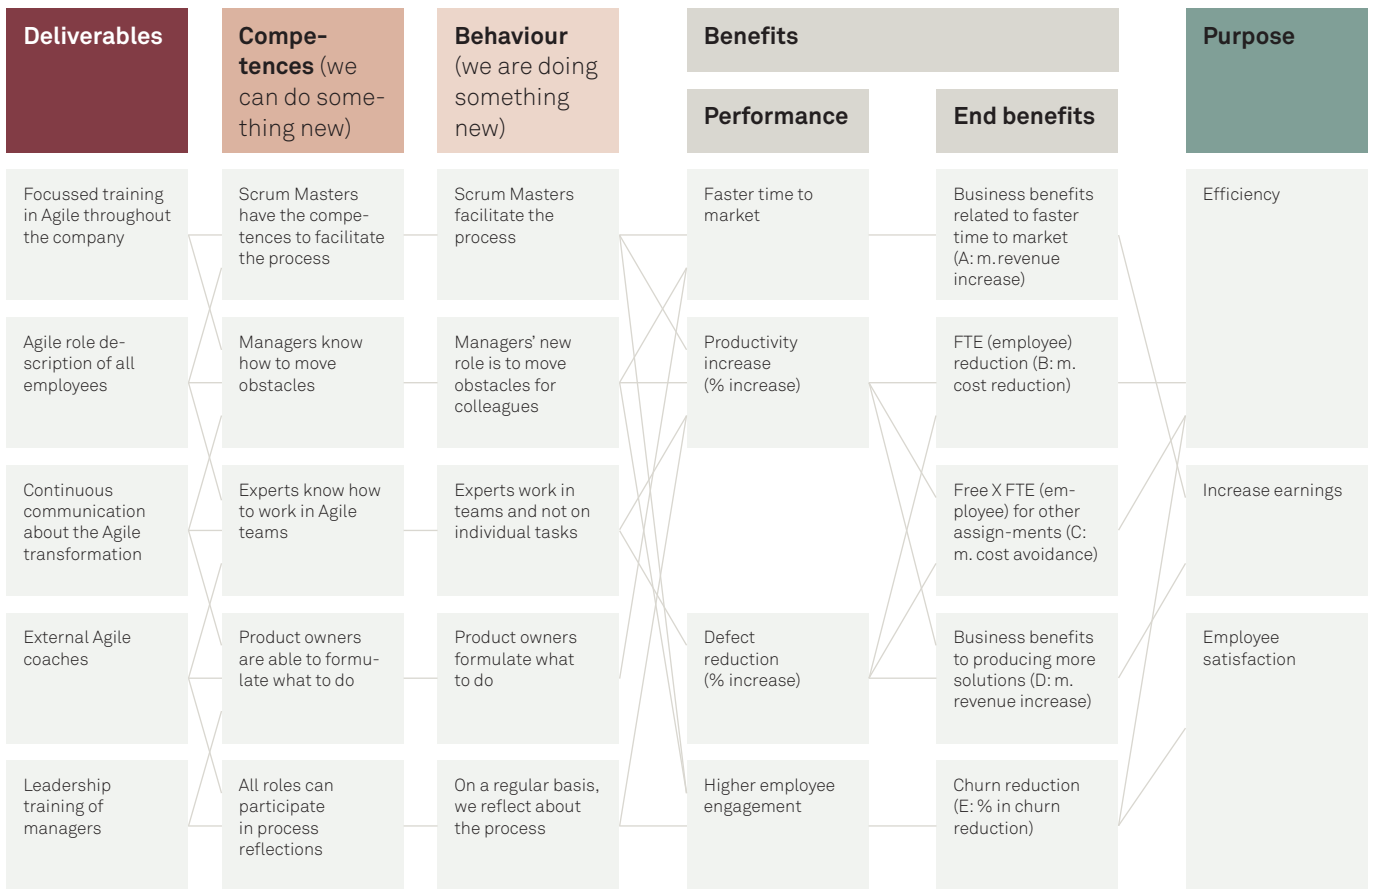 Deliverables
Compe-
tences (we
can do some-
thing new)
Behaviour
(we are doing
something
new)
Benefits
Performance
End benefits
Purpose
Focussed training
in Agile throughout
the company
Scrum Masters
have the compe-
tences to facilitate
the process
Scrum Masters
facilitate the
process
Faster time to
market
Business benefits
related to faster
time to market
(A: m. revenue
increase)
Efficiency
Agile role de-
scription of all
employees
Managers know
how to move
obstacles
Managers’ new
role is to move
obstacles for
colleagues
Productivity
increase
(% increase)
FTE (employee)
reduction (B: m.
cost reduction)
Continuous
communication
about the Agile
transformation
Experts know how
to work in Agile
teams
Experts work in
teams and not on
individual tasks
Free X FTE (em-
ployee) for other
assign-ments (C:
m. cost avoidance)
Increase earnings
External Agile
coaches
Product owners
are able to formu-
late what to do
Product owners
formulate what
to do
Defect
reduction
(% increase)
Business benefits
to producing more
solutions (D: m.
revenue increase)
Employee
satisfaction
Leadership
training of
managers
All roles can
participate
in process
reflections
On a regular basis,
we reflect about
the process
Higher employee
engagement
Churn reduction
(E: % in churn
reduction)